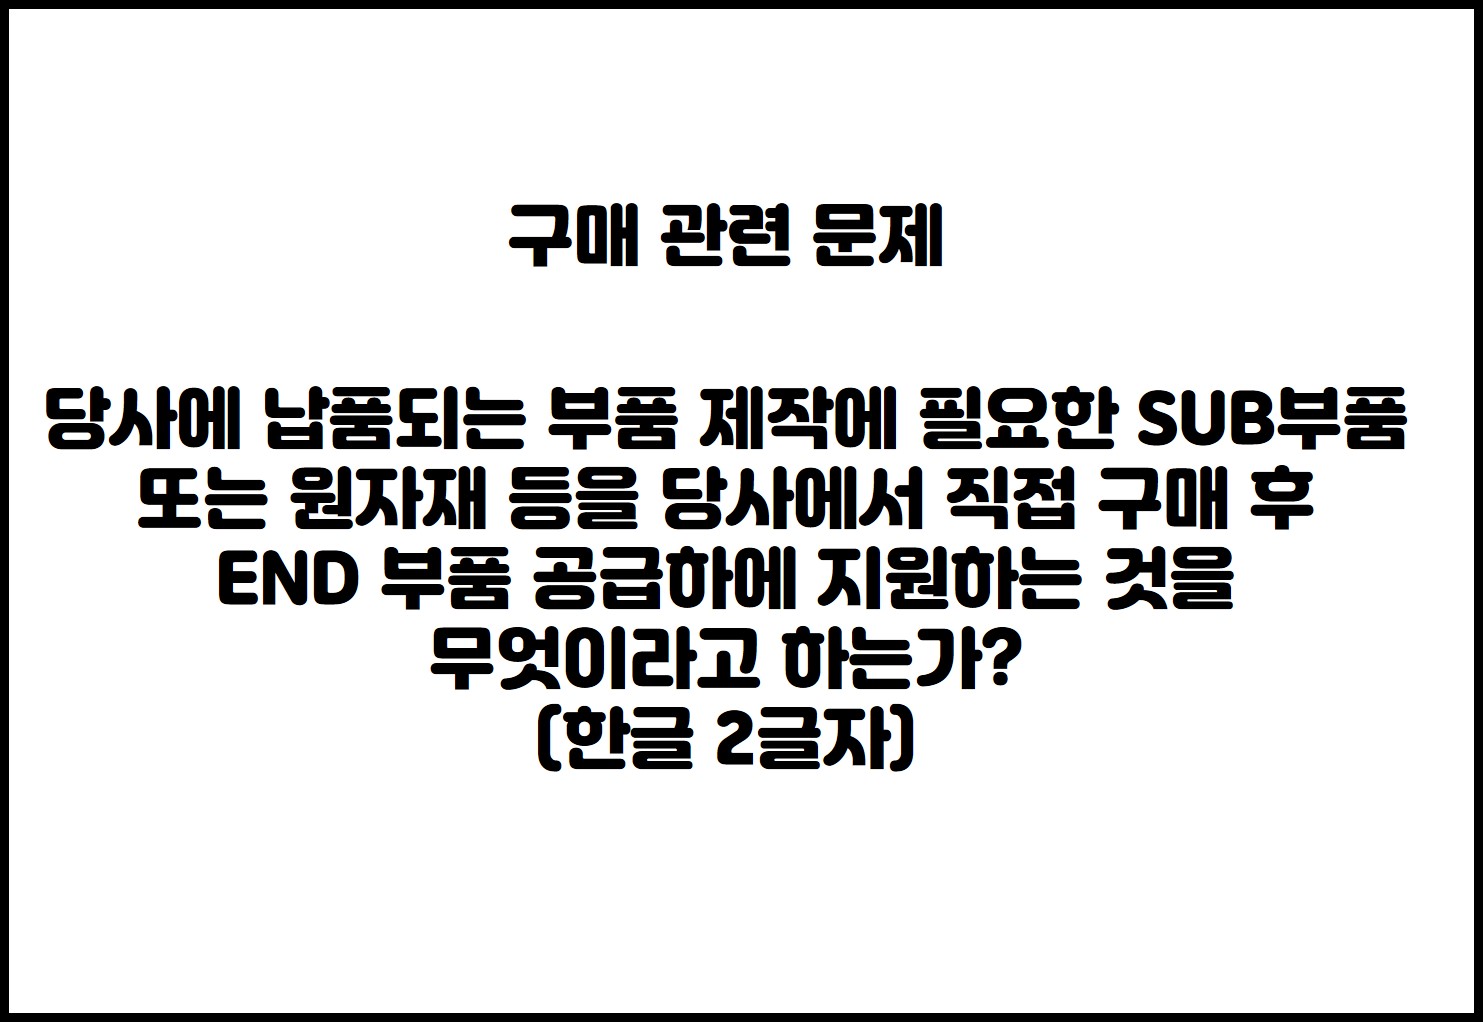 구매 관련 문제
당사에 납품되는 부품 제작에 필요한 SUB부품
또는 원자재 등을 당사에서 직접 구매 후
END 부품 공급하에 지원하는 것을
무엇이라고 하는가?
(한글 2글자)